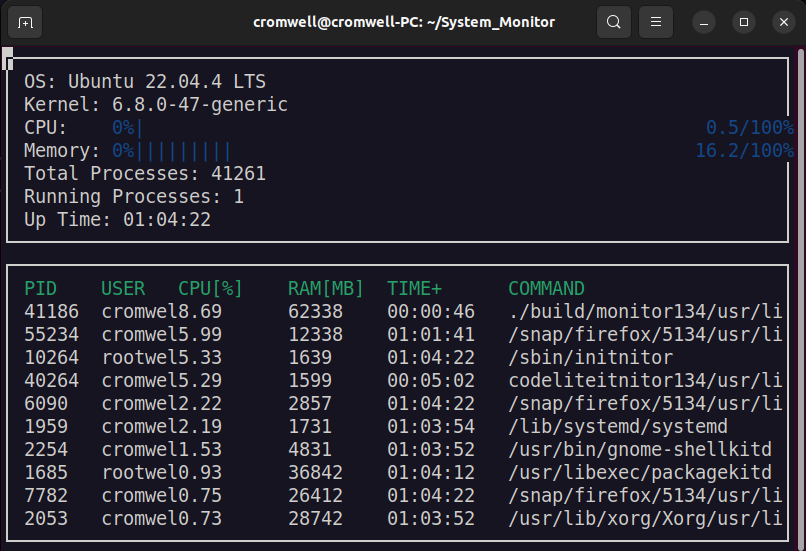 cromwell@cromwell-PC: ~/System_Monitor
OS: Ubuntu 22.04.4 LTS
Kernel: 6.8.0-47-generic
CPU: 0%| 0.5/100%
Memory: 0%||||||||| 16.2/100%
Total Processes: 41261
Running Processes: 1
Up Time: 01:04:22
PID USER CPU[%] RAM[MB] TIME+ COMMAND
41186 cromwel8.69 62338 00:00:46 ./build/monitor134/usr/li
55234 cromwel5.99 12338 01:01:41 /snap/firefox/5134/usr/li
10264 rootwel5.33 1639 01:04:22 /sbin/initnitor
40264 cromwel5.29 1599 00:05:02 codeliteitnitor134/usr/li
6090 cromwel2.22 2857 01:04:22 /snap/firefox/5134/usr/li
1959 cromwel2.19 1731 01:03:54 /lib/systemd/systemd
2254 cromwel1.53 4831 01:03:52 /usr/bin/gnome-shellkitd
1685 rootwel0.93 36842 01:04:12 /usr/libexec/packagekitd
7782 cromwel0.75 26412 01:04:22 /snap/firefox/5134/usr/li
2053 cromwel0.73 28742 01:03:52 /usr/lib/xorg/Xorg/usr/li